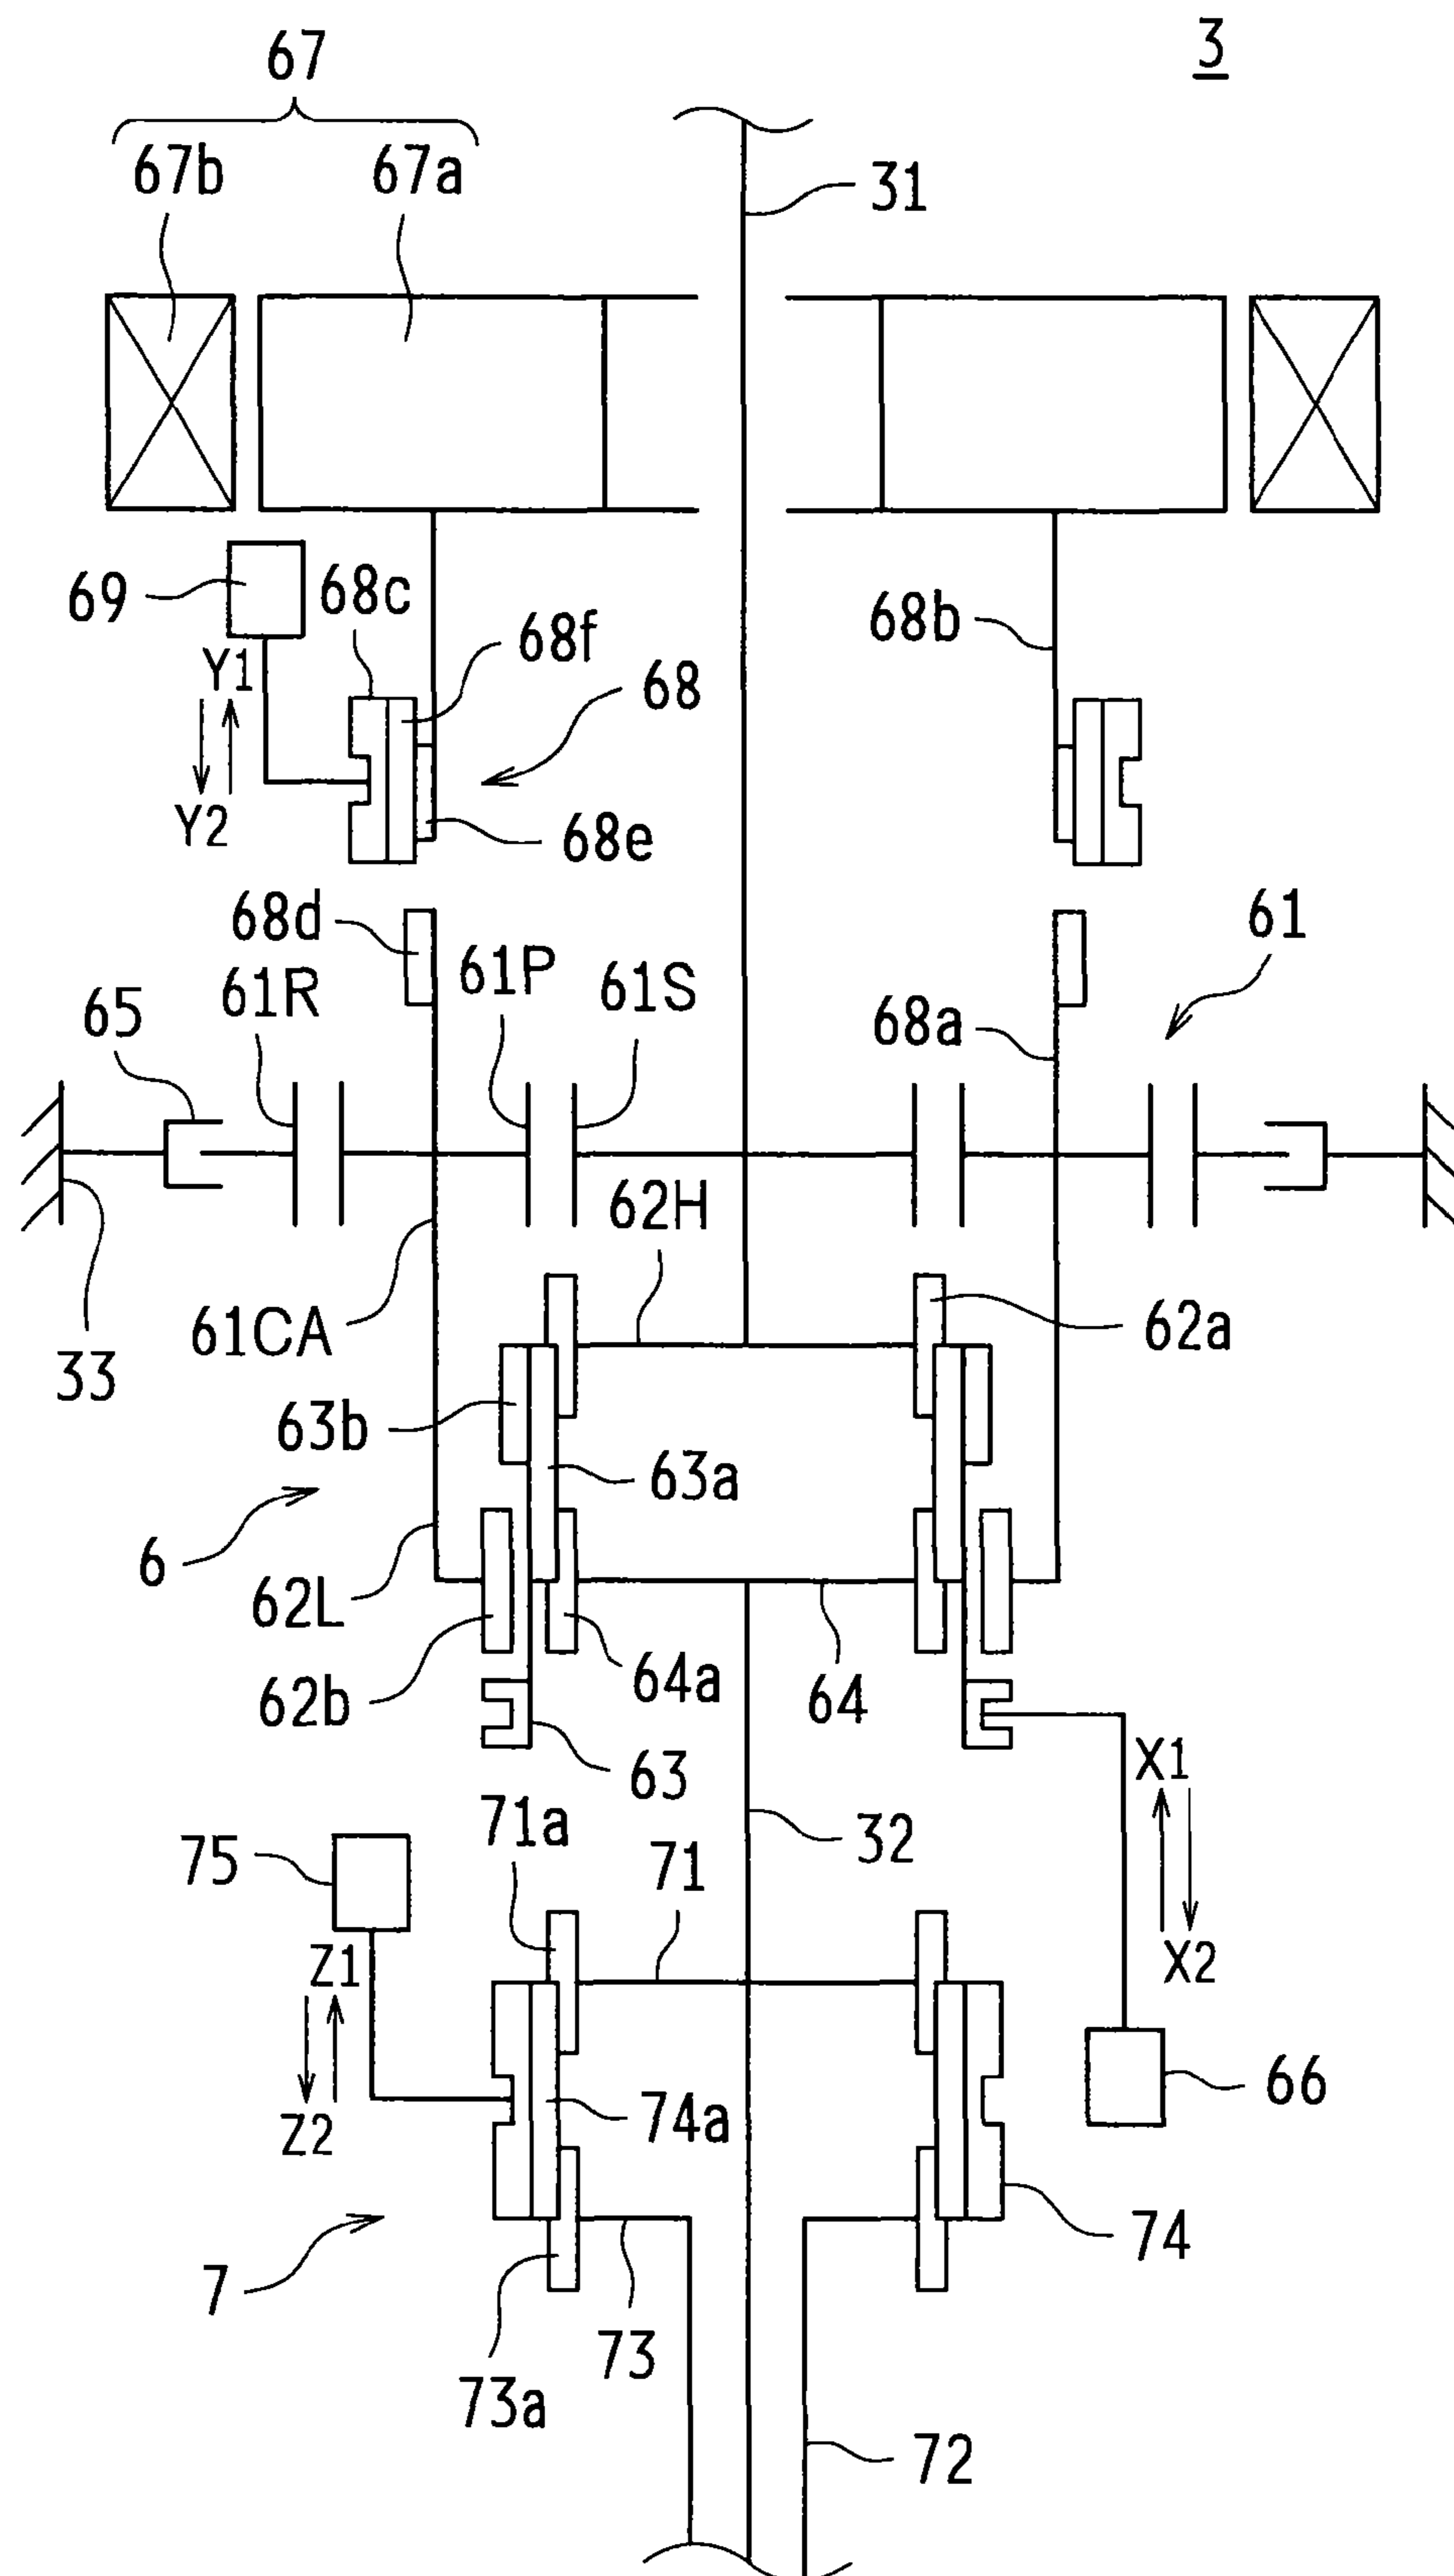 3
67
67b 67a
31
69 68c 68f 68 68b
Y1
Y2
68e
68d 61P 61S 61
65 61R 68a
62H
61CA 62a
33
63b 63a
6
62L
62b 64a 64
63 X1
71a
75 71 32
Z1 X2
Z2 74a 66
7 74
73a 73
72